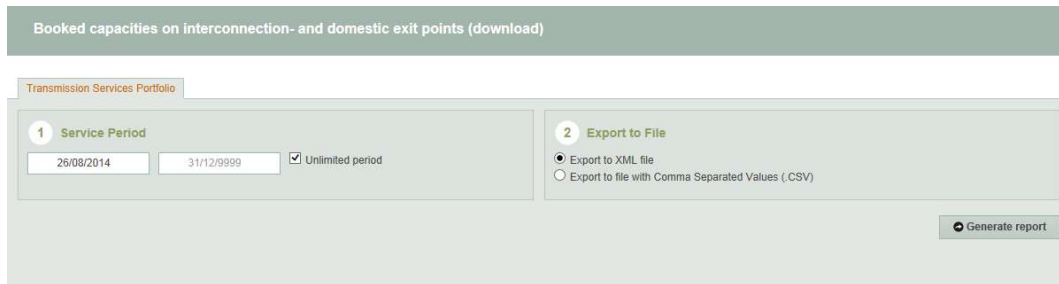 Booked capacities on interconnection- and domestic exit points (download)
Transmission Services Portfolio
1 Service Period
26/08/2014 31/12/9999 Unlimited period
2 Export to File
Export to XML file
Export to file with Comma Separated Values (.CSV)
Generate report